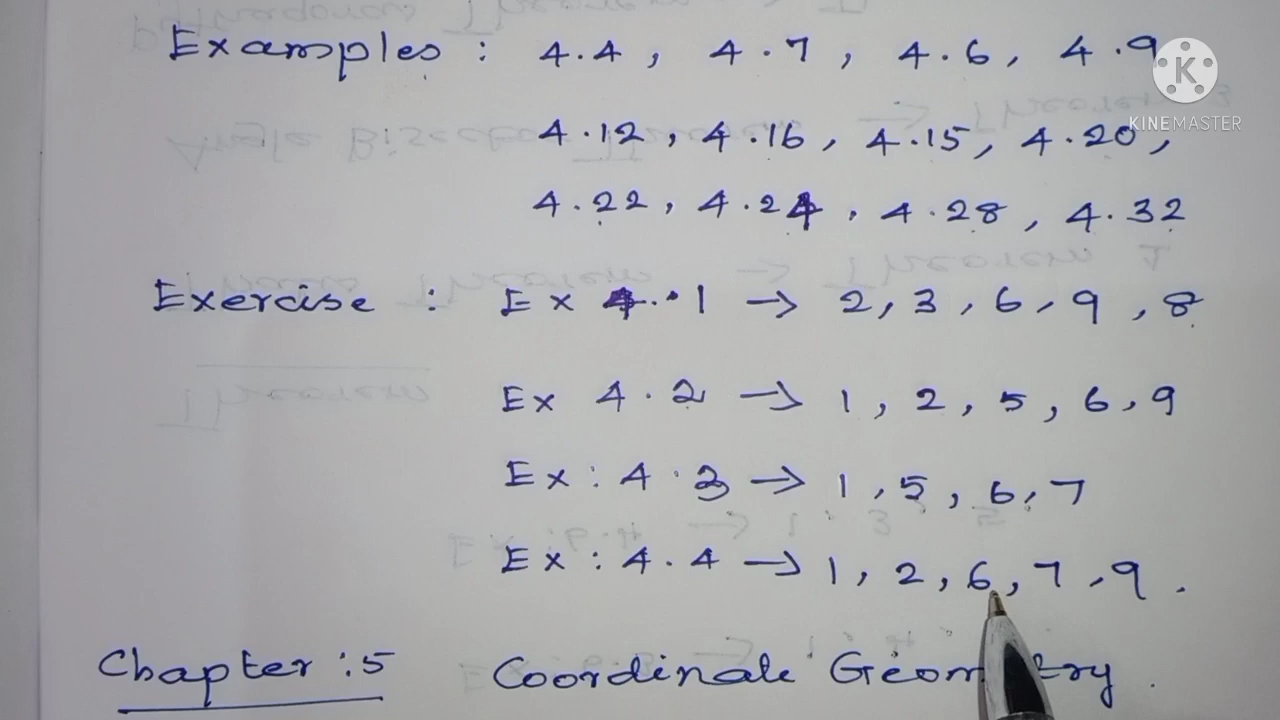 Examples : 4.4, 4.7, 4.6, 4.9
KINEMASTER
4.12, 4.16, 4.15, 4.20,
4.22, 4.24, 4.28, 4.32
Exercise : Ex 4.1 → 2, 3, 6, 9, 8
Ex 4.2 → 1, 2, 5, 6, 9
Ex : 4.3 → 1, 5, 6, 7
Ex : 4.4 → 1, 2, 6, 7, 9.
Chapter : 5 Coordinate Geometry.